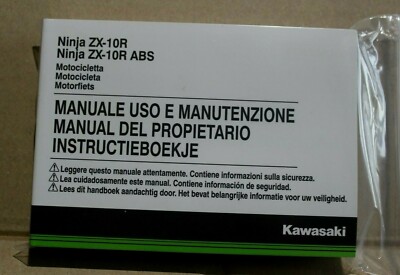 Ninja ZX-10R
Ninja ZX-10R ABS
Motocicletta
Motocicleta
Motorfiets
MANUALE USO E MANUTENZIONE
MANUAL DEL PROPIETARIO
INSTRUCTIEBOEKJE
⚠Leggere questo manuale attentamente. Contiene informazioni sulla sicurezza.
⚠Lea cuidadosamente este manual. Contiene información de seguridad.
⚠Lees dit handboek aandachtig door. Het bevat belangrijke informatie voor uw veiligheid.
Kawasaki